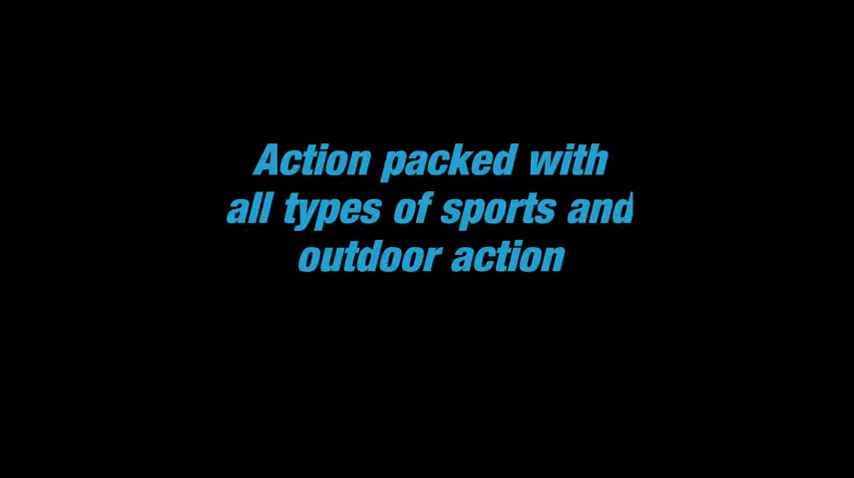 Action packed with
all types of sports and
outdoor action